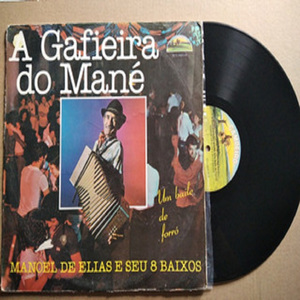 A Gafieira
do Mané
Um baile
de
forró
MANOEL DE ELIAS E SEU 8 BAIXOS